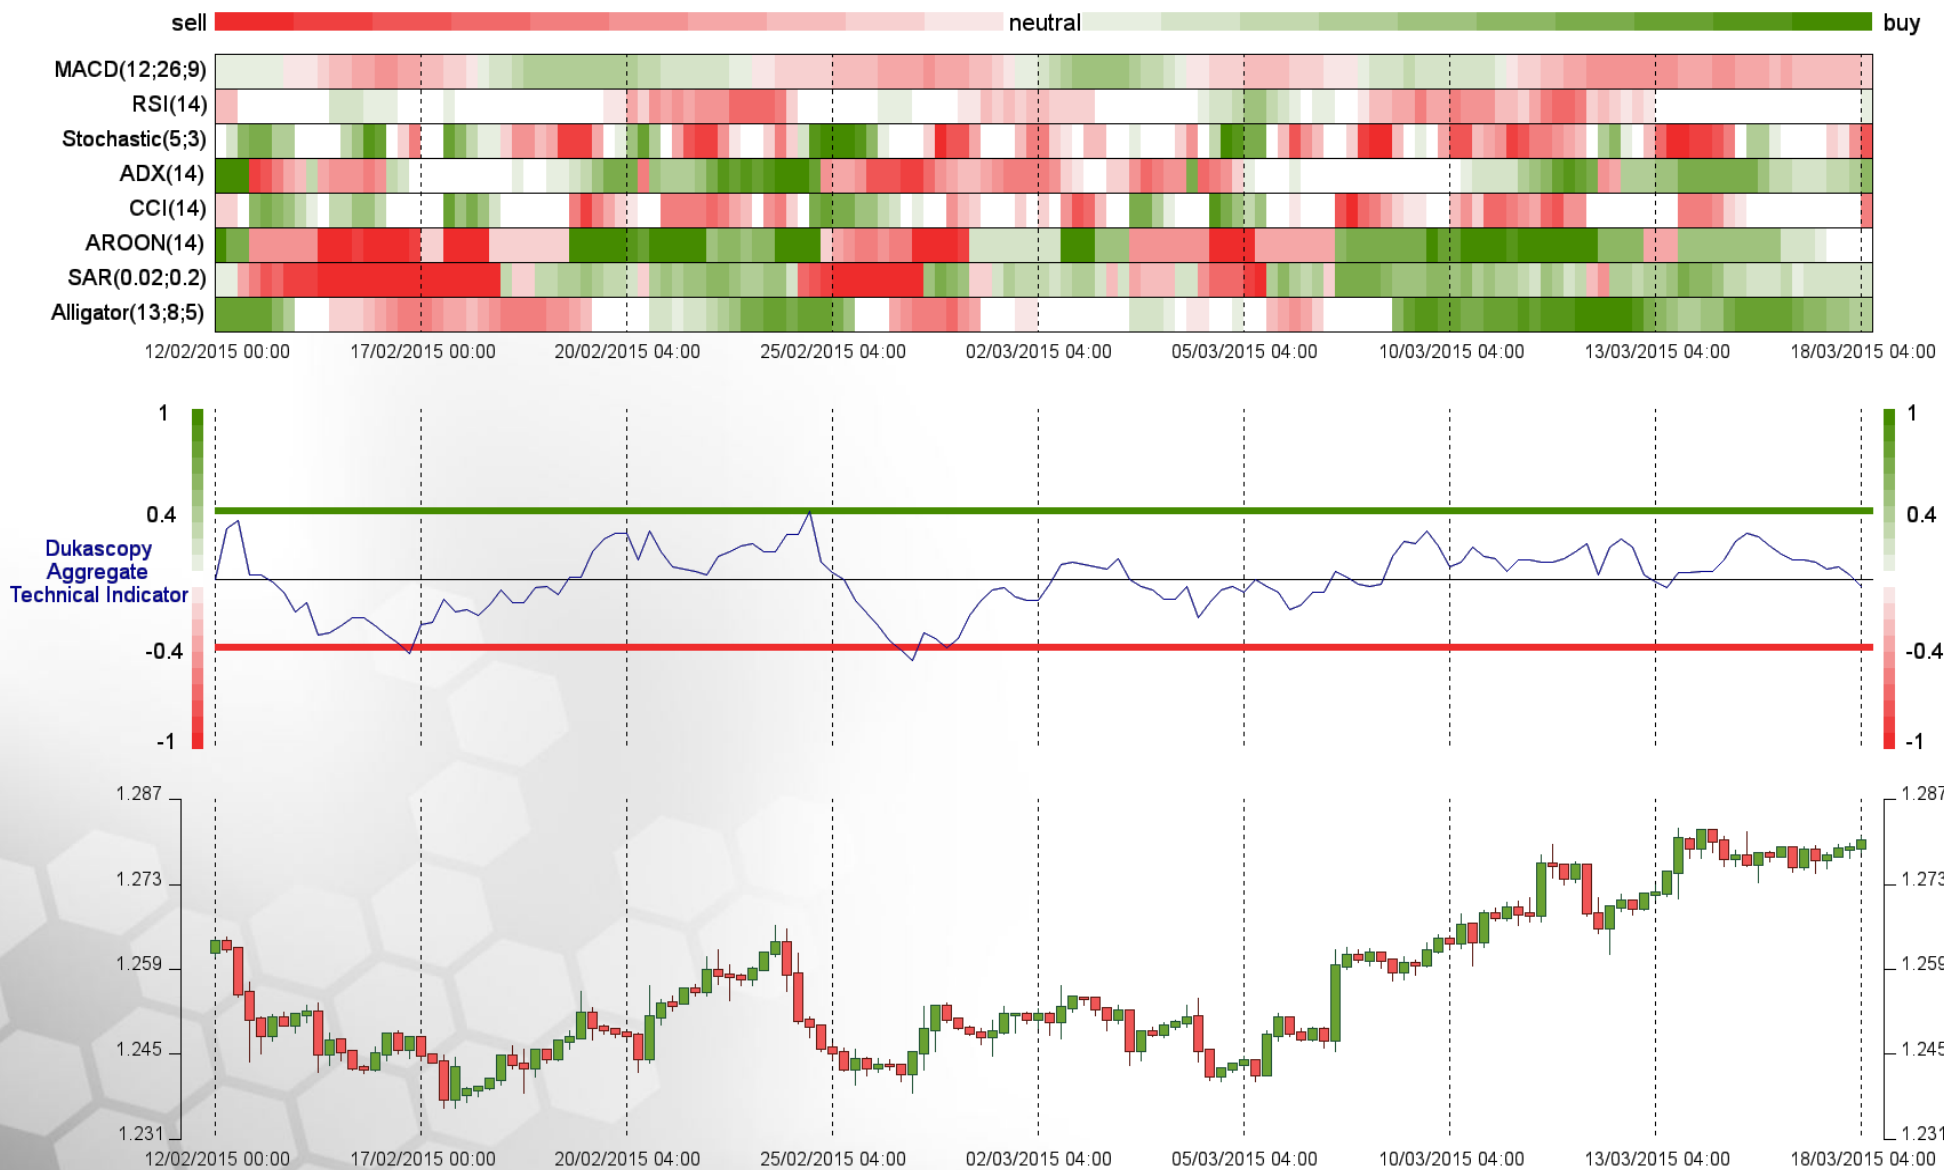 sell neutral buy
MACD(12;26;9)
RSI(14)
Stochastic(5;3)
ADX(14)
CCI(14)
AROON(14)
SAR(0.02;0.2)
Alligator(13;8;5)
12/02/2015 00:00 17/02/2015 00:00 20/02/2015 04:00 25/02/2015 04:00 02/03/2015 04:00 05/03/2015 04:00 10/03/2015 04:00 13/03/2015 04:00 18/03/2015 04:00
1 1
0.4 0.4
Dukascopy
Aggregate
Technical Indicator
-0.4 -0.4
-1 -1
1.287 1.287
1.273 1.273
1.259 1.259
1.245 1.245
1.231 1.231
12/02/2015 00:00 17/02/2015 00:00 20/02/2015 04:00 25/02/2015 04:00 02/03/2015 04:00 05/03/2015 04:00 10/03/2015 04:00 13/03/2015 04:00 18/03/2015 04:00